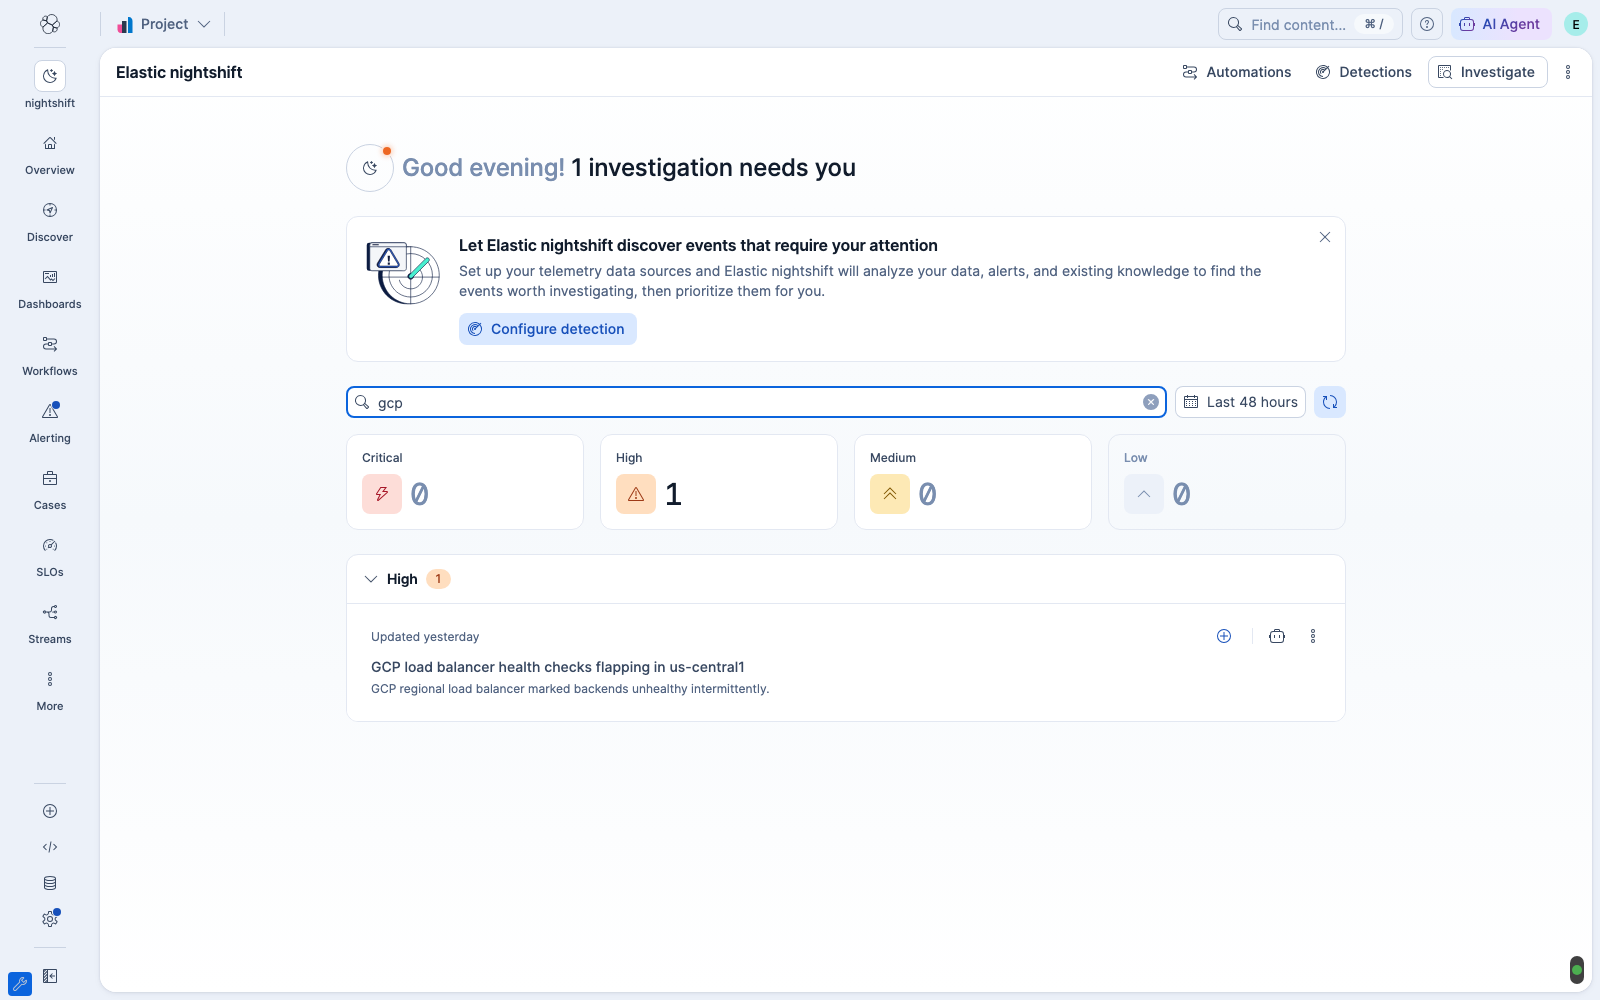 Project
Find content...
⌘ /
AI Agent
E
nightshift
Overview
Discover
Dashboards
Workflows
Alerting
Cases
SLOs
Streams
More
Elastic nightshift
Automations
Detections
Investigate
Good evening! 1 investigation needs you
Let Elastic nightshift discover events that require your attention
Set up your telemetry data sources and Elastic nightshift will analyze your data, alerts, and existing knowledge to find the
events worth investigating, then prioritize them for you.
Configure detection
gcp
Last 48 hours
Critical
0
High
1
Medium
0
Low
0
High 1
Updated yesterday
GCP load balancer health checks flapping in us-central1
GCP regional load balancer marked backends unhealthy intermittently.